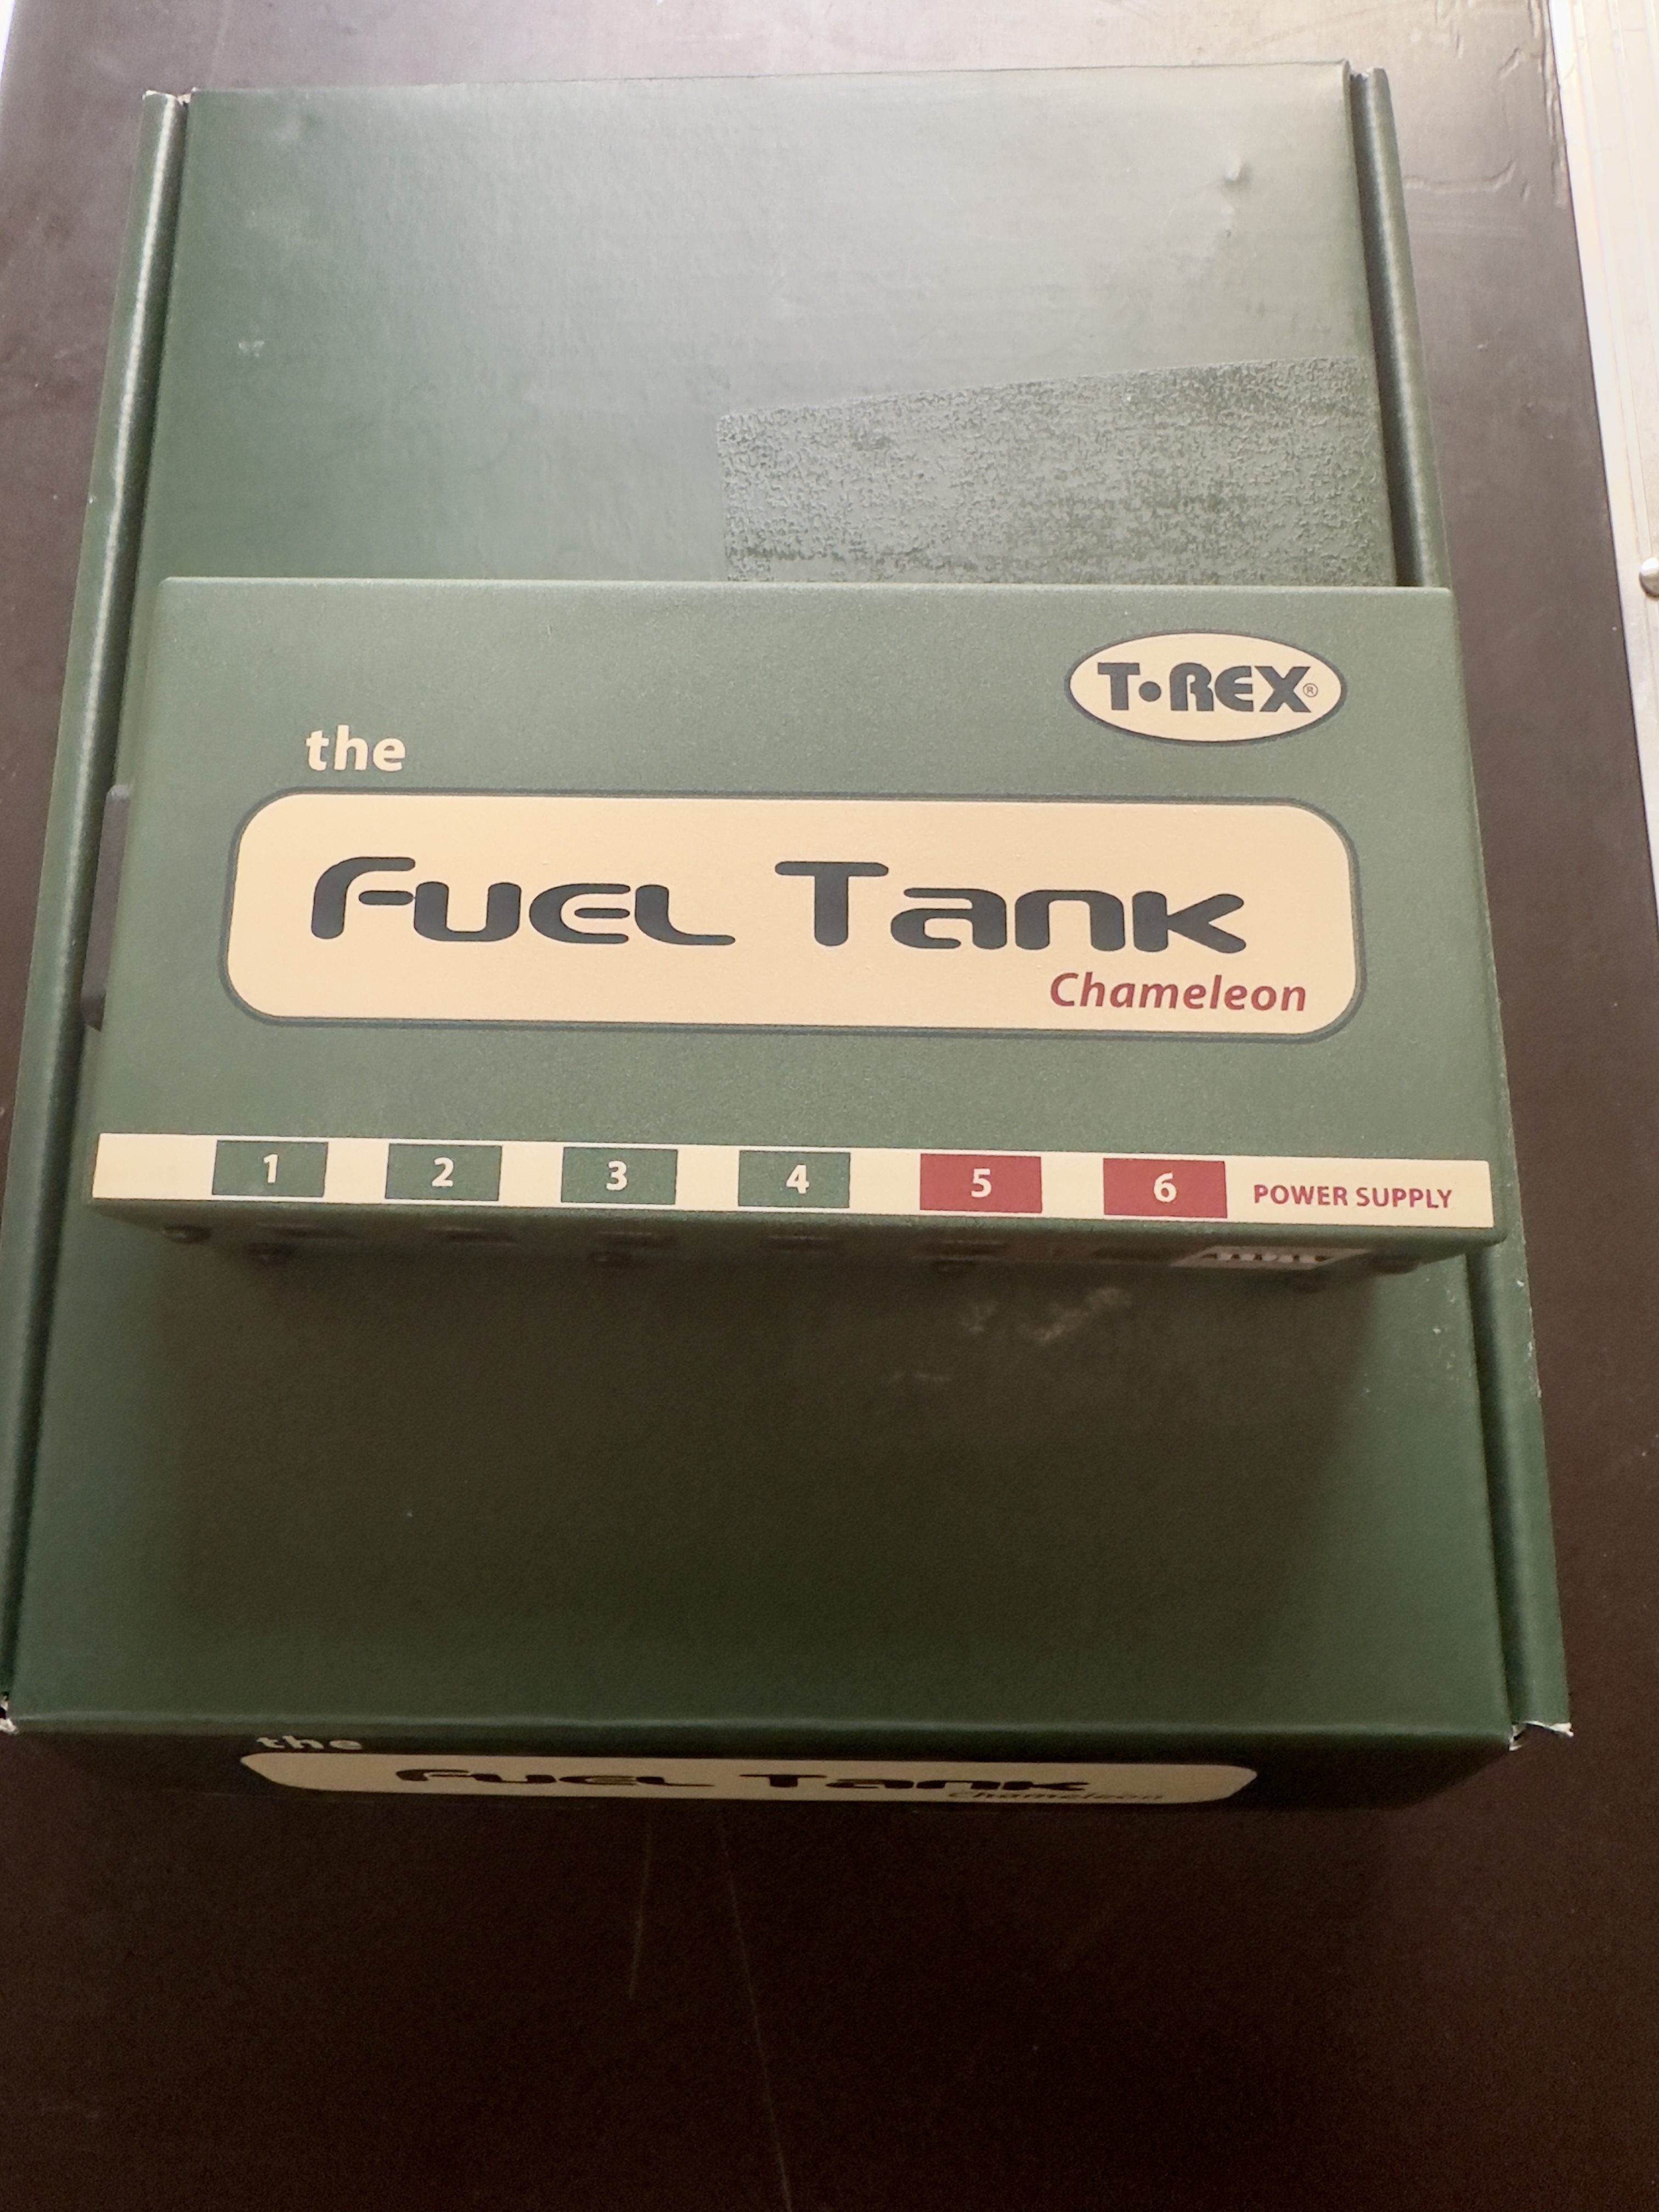 T•REX®
the
Fuel Tank
Chameleon
1 2 3 4 5 6 POWER SUPPLY
the
Fuel Tank
Chameleon